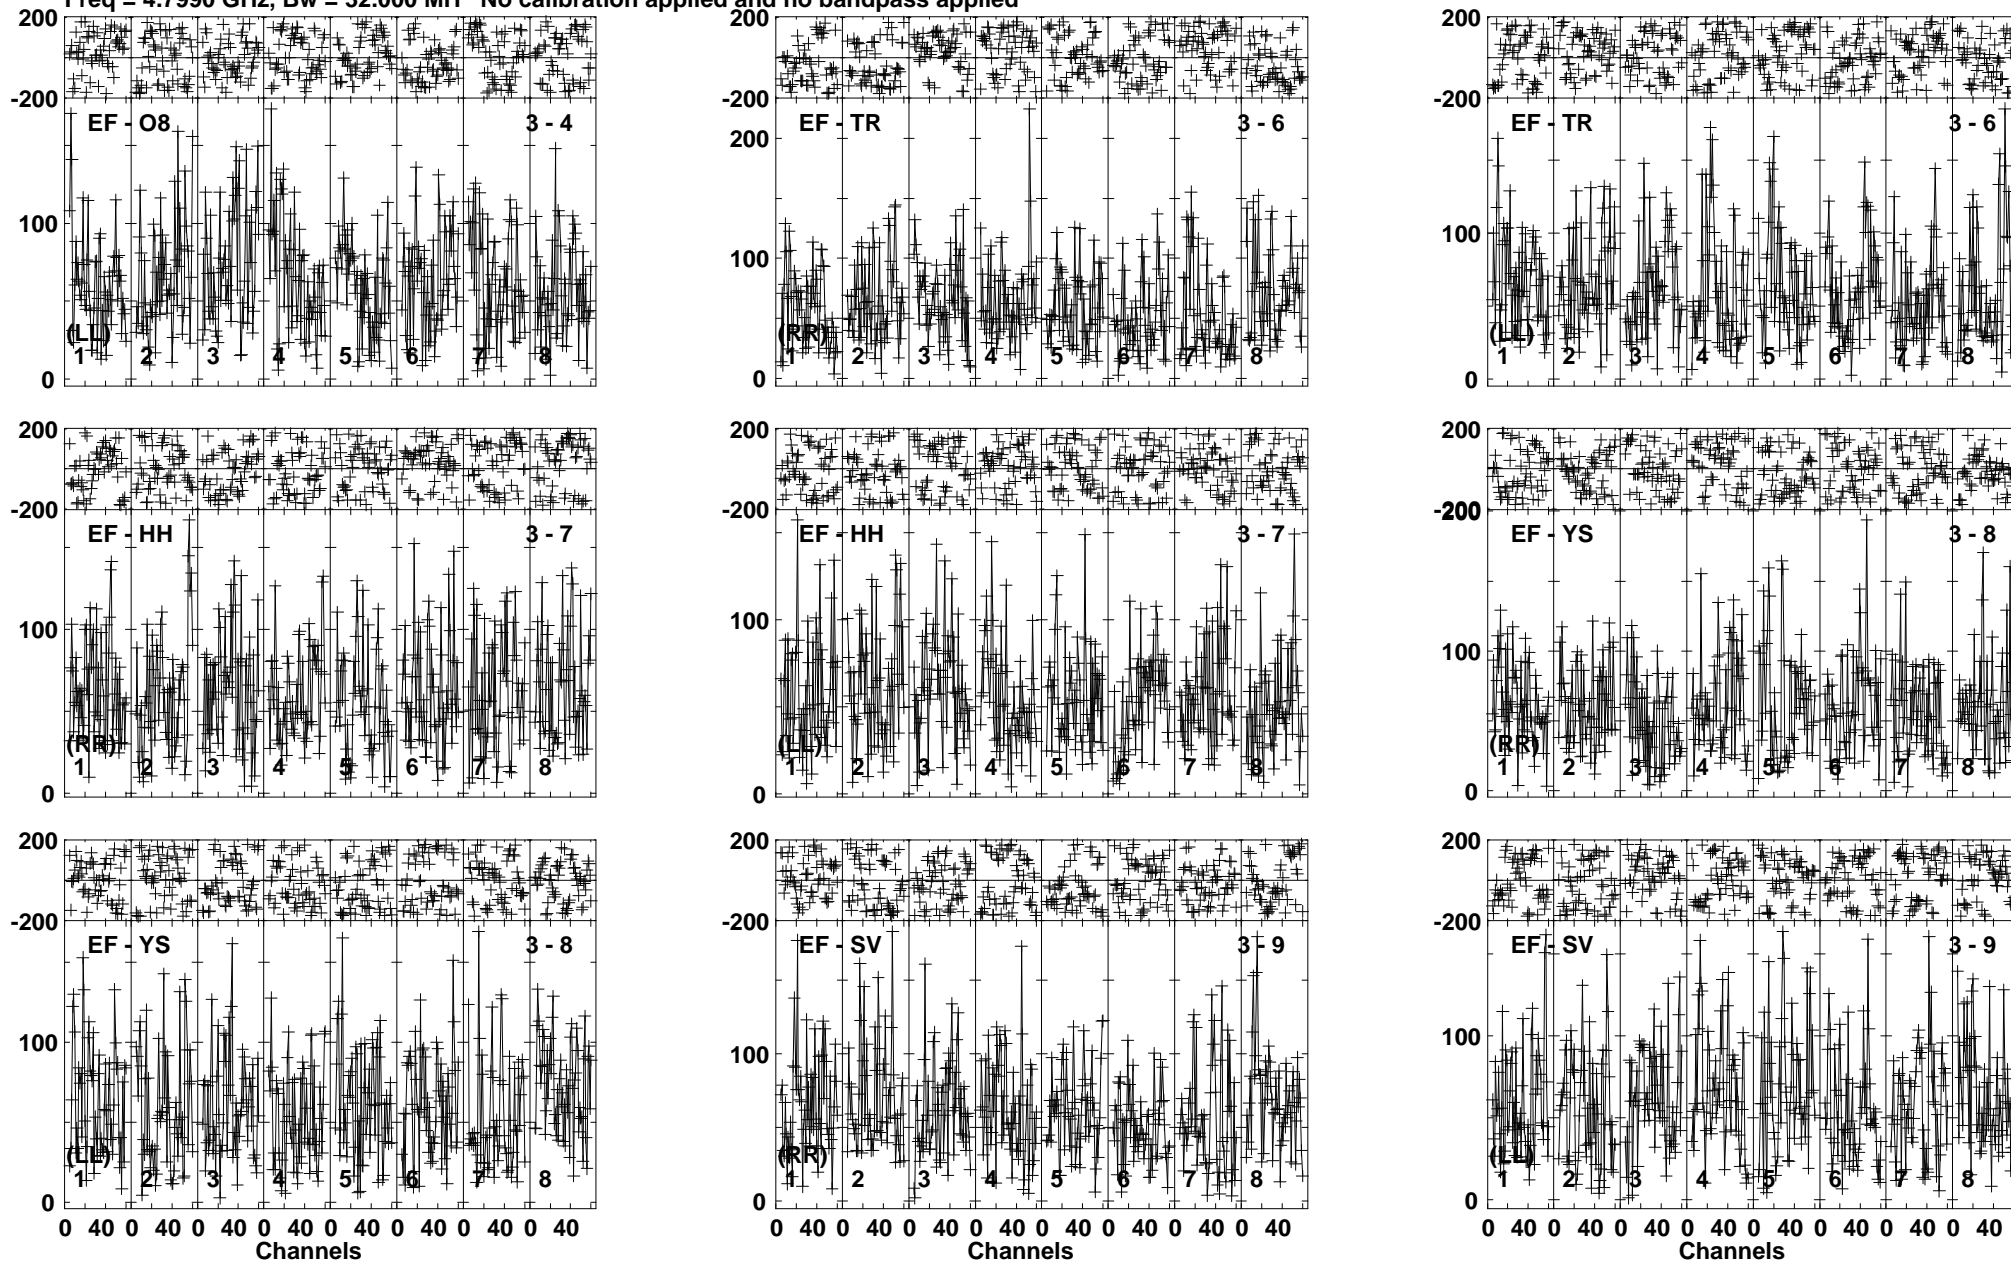 Freq = 4.7990 GHz, Bw = 32.000 MH No calibration applied and no bandpass applied
200 200 200
-200 -200 -200
EF - O8 3 - 4 EF - TR 3 - 6 EF - TR 3 - 6
200
100 100 100
(LL) (RR) (LL)
1 2 3 4 5 6 7 8 1 2 3 4 5 6 7 8 1 2 3 4 5 6 7 8
0 0 0
200 200 200
-200 -200 -200
200
EF - HH 3 - 7 EF - HH 3 - 7 EF - YS 3 - 8
100 100 100
(RR) (LL) (RR)
1 2 3 4 5 6 7 8 1 2 3 4 5 6 7 8 1 2 3 4 5 6 7 8
0 0 0
200 200 200
-200 -200 -200
EF - YS 3 - 8 EF - SV 3 - 9 EF - SV 3 - 9
100 100 100
(LL) (RR) (LL)
1 2 3 4 5 6 7 8 1 2 3 4 5 6 7 8 1 2 3 4 5 6 7 8
0 0 0
0 40 0 40 0 40 0 40 0 40 0 40 0 40 0 40 0 40 0 40 0 40 0 40 0 40 0 40 0 40 0 40 0 40 0 40 0 40 0 40 0 40 0 40 0 40 0 40
Channels Channels Channels